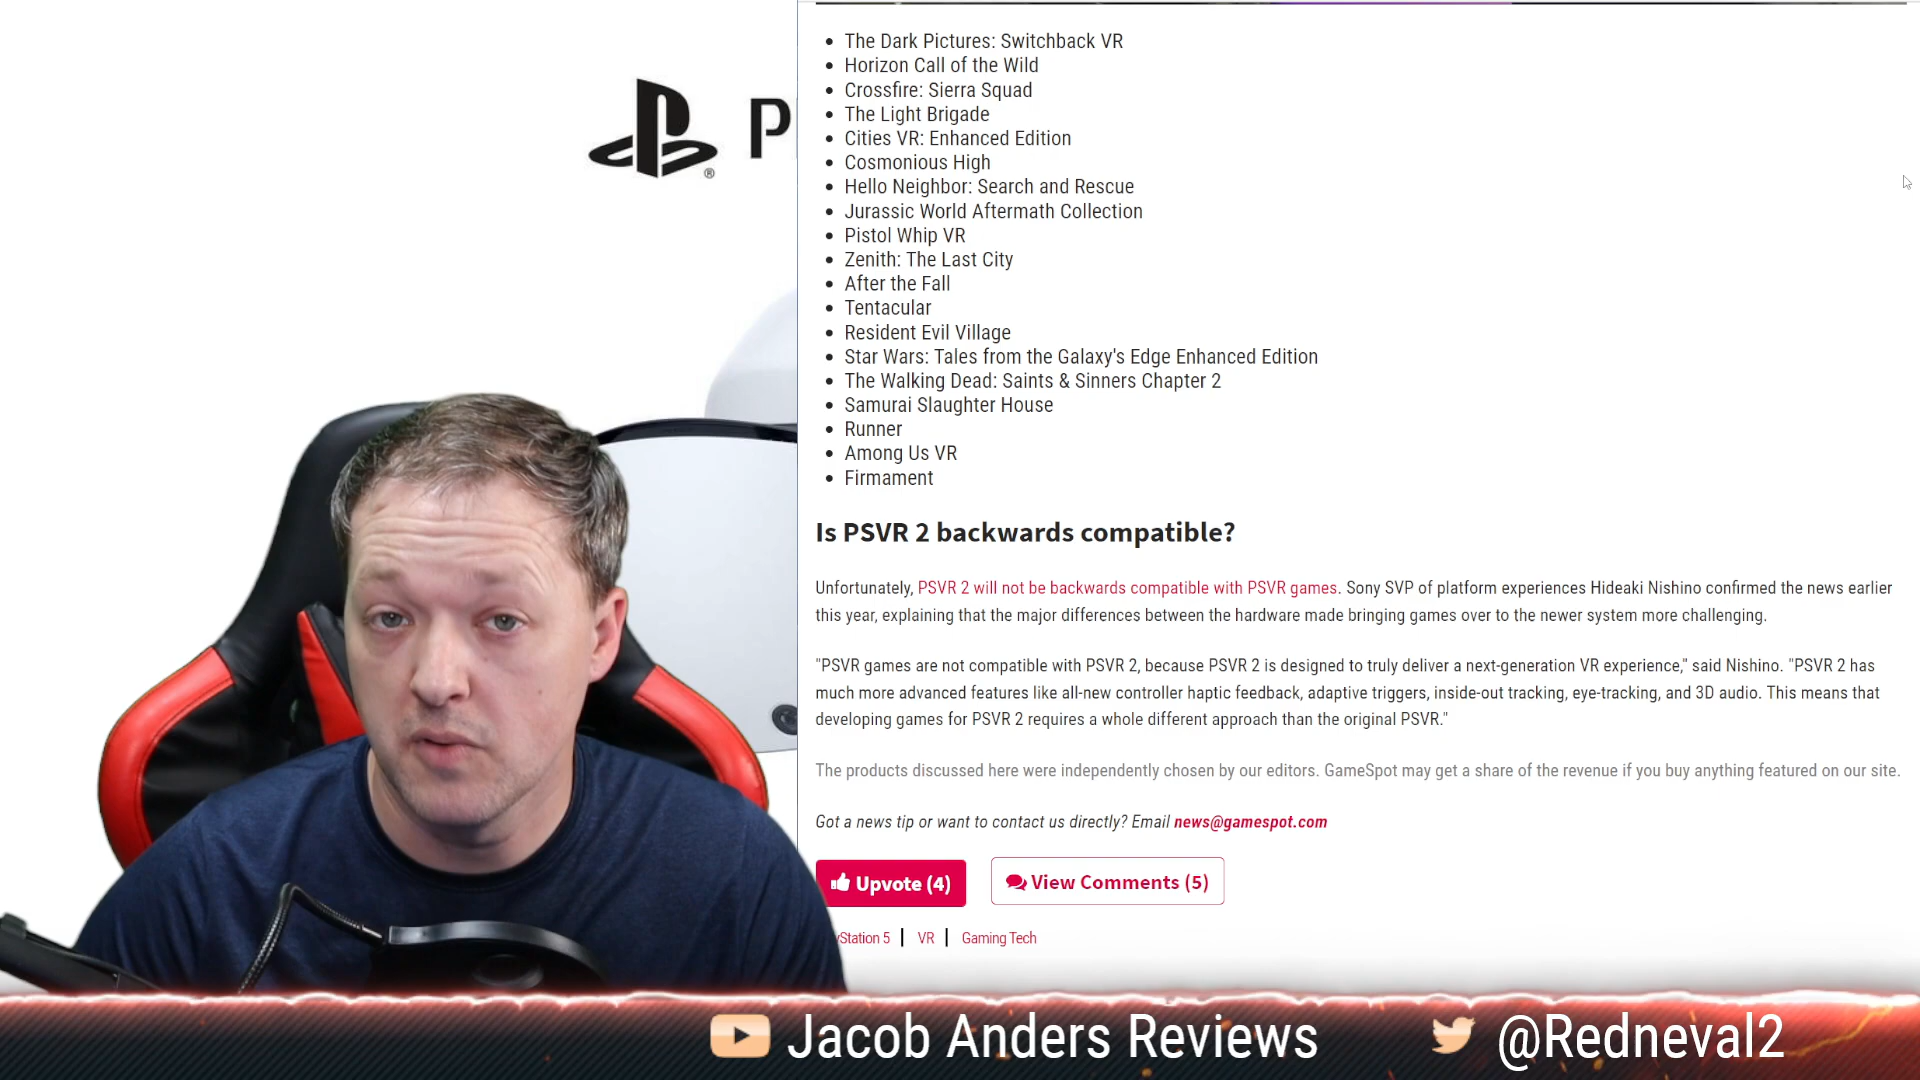 P
The Dark Pictures: Switchback VR
Horizon Call of the Wild
Crossfire: Sierra Squad
The Light Brigade
Cities VR: Enhanced Edition
Cosmonious High
Hello Neighbor: Search and Rescue
Jurassic World Aftermath Collection
Pistol Whip VR
Zenith: The Last City
After the Fall
Tentacular
Resident Evil Village
Star Wars: Tales from the Galaxy's Edge Enhanced Edition
The Walking Dead: Saints & Sinners Chapter 2
Samurai Slaughter House
Runner
Among Us VR
Firmament
Is PSVR 2 backwards compatible?
Unfortunately, PSVR 2 will not be backwards compatible with PSVR games. Sony SVP of platform experiences Hideaki Nishino confirmed the news earlier
this year, explaining that the major differences between the hardware made bringing games over to the newer system more challenging.
"PSVR games are not compatible with PSVR 2, because PSVR 2 is designed to truly deliver a next-generation VR experience," said Nishino. "PSVR 2 has
much more advanced features like all-new controller haptic feedback, adaptive triggers, inside-out tracking, eye-tracking, and 3D audio. This means that
developing games for PSVR 2 requires a whole different approach than the original PSVR."
The products discussed here were independently chosen by our editors. GameSpot may get a share of the revenue if you buy anything featured on our site.
Got a news tip or want to contact us directly? Email news@gamespot.com
Upvote (4) View Comments (5)
yStation 5 | VR | Gaming Tech
Jacob Anders Reviews @Redneval2